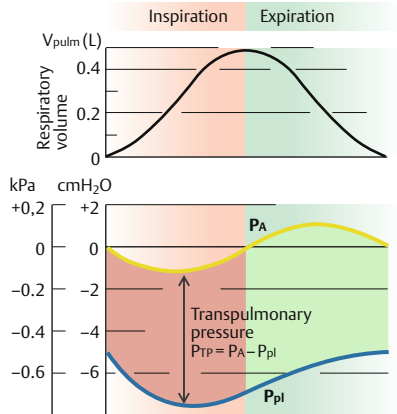 Inspiration Expiration
Vpulm (L)
0.4
0.2
0
Respiratory
volume
kPa cmH2O
+0,2 +2
0 0
−0.2 −2
−0.4 −4
−0.6 −6
PA
Transpulmonary
pressure
PTP = PA – Ppl
Ppl